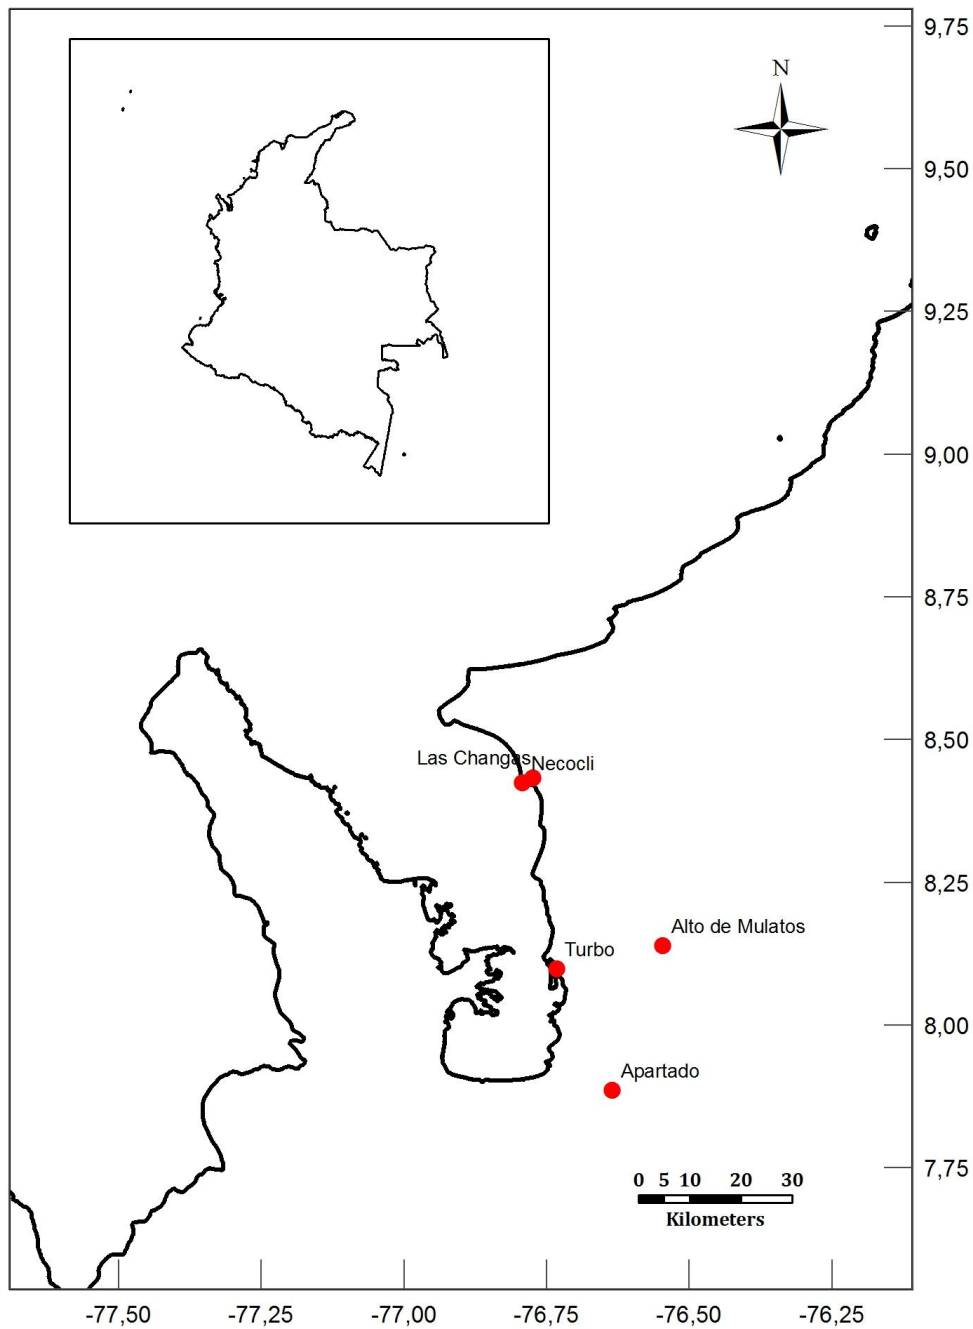 9,75
N
9,50
9,25
9,00
8,75
8,50
Las Changas
Necocli
8,25
Alto de Mulatos
Turbo
8,00
Apartado
7,75
0 5 10 20 30
Kilometers
-77,50 -77,25 -77,00 -76,75 -76,50 -76,25